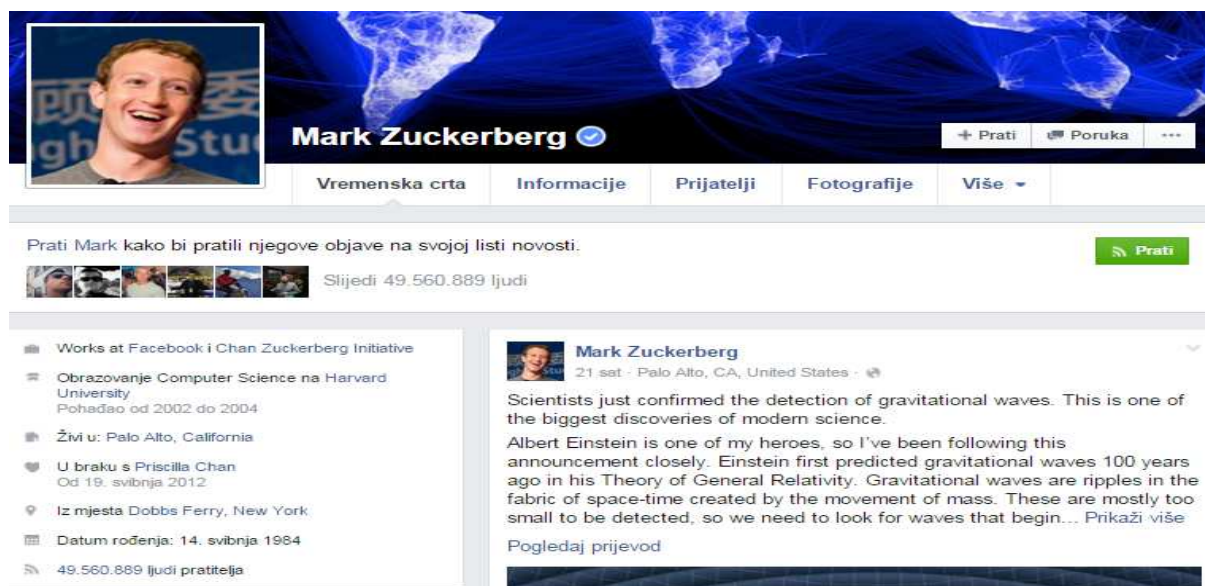 顾 委
ngh Stu
Mark Zuckerberg
+ Prati
Poruka
...
Vremenska crta
Informacije
Prijatelji
Fotografije
Više
Prati Mark kako bi pratili njegove objave na svojoj listi novosti.
Prati
Slijedi 49.560.889 ljudi
Works at Facebook i Chan Zuckerberg Initiative
Obrazovanje Computer Science na Harvard
University
Pohađao od 2002 do 2004
Živi u: Palo Alto, California
U braku s Priscilla Chan
Od 19. svibnja 2012
Iz mjesta Dobbs Ferry, New York
Datum rođenja: 14. svibnja 1984
49.560.889 ljudi pratitelja
Mark Zuckerberg
21 sat · Palo Alto, CA, United States ·
Scientists just confirmed the detection of gravitational waves. This is one of
the biggest discoveries of modern science.
Albert Einstein is one of my heroes, so I've been following this
announcement closely. Einstein first predicted gravitational waves 100 years
ago in his Theory of General Relativity. Gravitational waves are ripples in the
fabric of space-time created by the movement of mass. These are mostly too
small to be detected, so we need to look for waves that begin... Prikaži više
Pogledaj prijevod